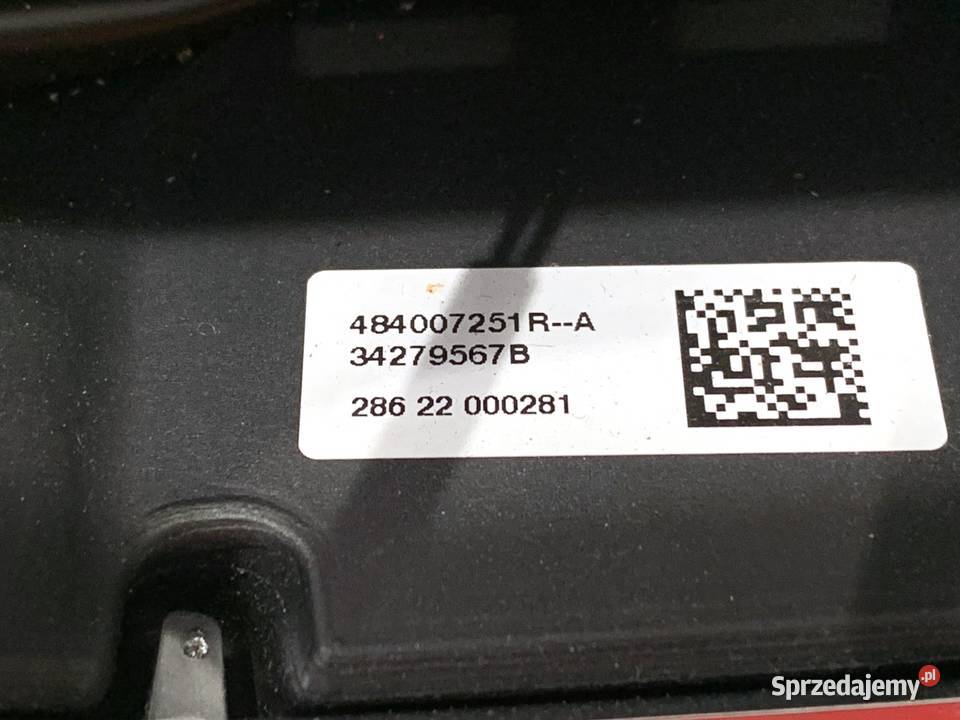 484007251R--A
34279567B
286 22 000281
Sprzedajemy.pl